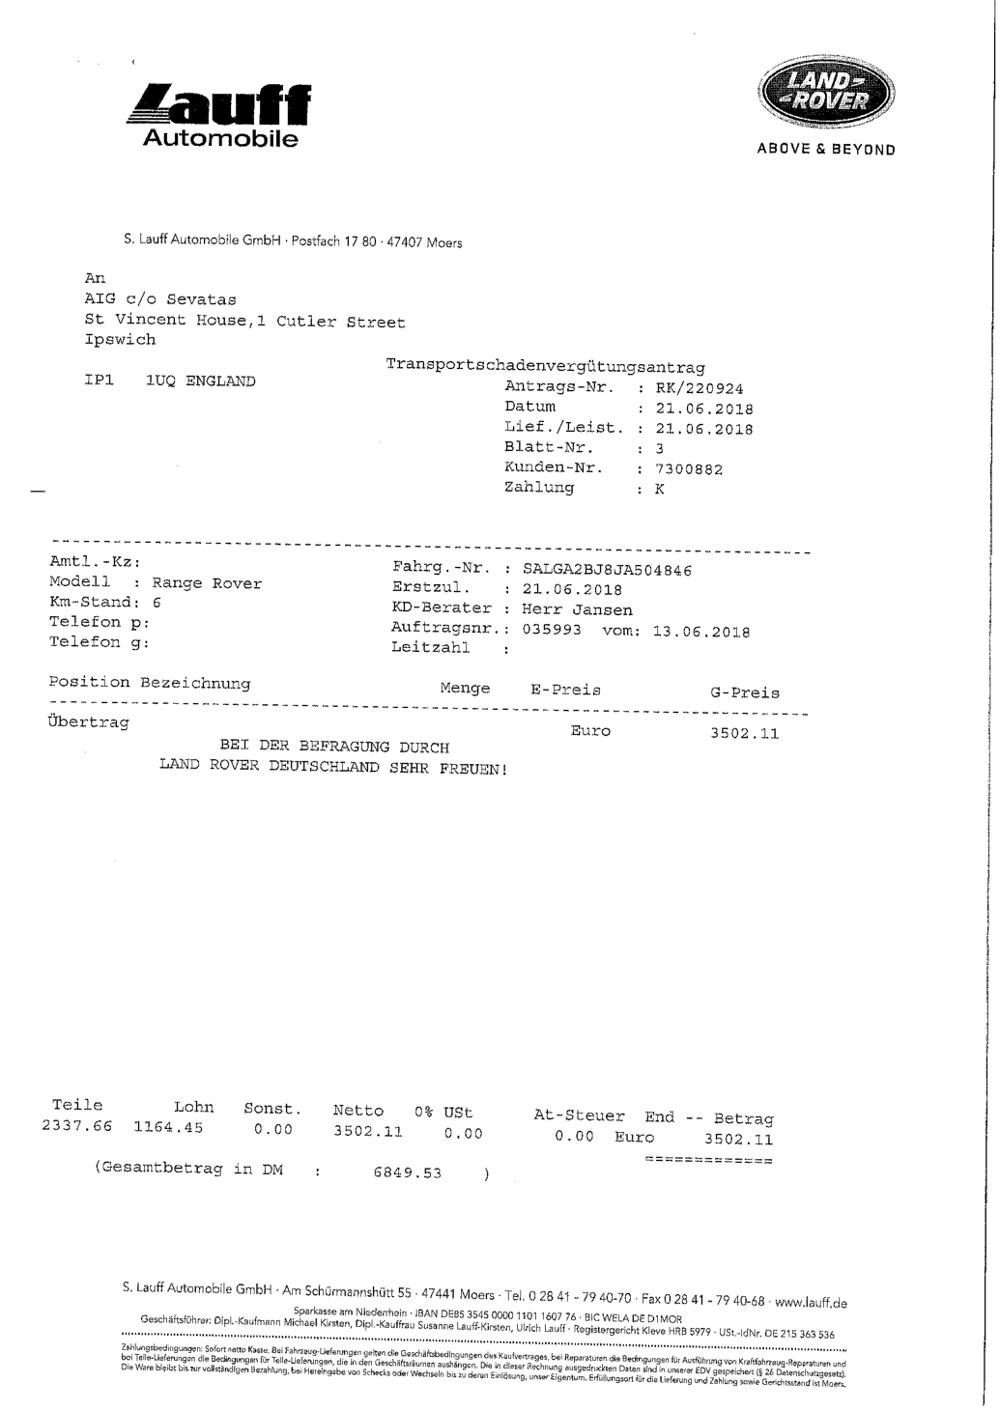 Lauff
Automobile
LAND-
-ROVER
ABOVE & BEYOND
S. Lauff Automobile GmbH · Postfach 17 80 · 47407 Moers
An
AIG c/o Sevatas
St Vincent House,1 Cutler Street
Ipswich
IP1 1UQ ENGLAND
Transportschadenvergütungsantrag
Antrags-Nr. : RK/220924
Datum : 21.06.2018
Lief./Leist. : 21.06.2018
Blatt-Nr. : 3
Kunden-Nr. : 7300882
Zahlung : K
Amtl.-Kz:
Modell : Range Rover
Km-Stand: 6
Telefon p:
Telefon g:
Fahrg.-Nr. : SALGA2BJ8JA504846
Erstzul. : 21.06.2018
KD-Berater : Herr Jansen
Auftragsnr.: 035993 vom: 13.06.2018
Leitzahl :
Position Bezeichnung Menge E-Preis G-Preis
Übertrag Euro 3502.11
BEI DER BEFRAGUNG DURCH
LAND ROVER DEUTSCHLAND SEHR FREUEN!
Teile Lohn Sonst. Netto 0% USt At-Steuer End -- Betrag
2337.66 1164.45 0.00 3502.11 0.00 0.00 Euro 3502.11
=============
(Gesamtbetrag in DM : 6849.53 )
S. Lauff Automobile GmbH · Am Schürmannshütt 55 · 47441 Moers · Tel. 0 28 41 - 79 40-70 · Fax 0 28 41 - 79 40-68 · www.lauff.de
Sparkasse am Niederrhein · IBAN DE85 3545 0000 1101 1607 76 · BIC WELA DE D1MOR
Geschäftsführer: Dipl.-Kaufmann Michael Kirsten, Dipl.-Kauffrau Susanne Lauff-Kirsten, Ulrich Lauff · Registergericht Kleve HRB 5979 · USt.-IdNr. DE 215 363 536
Zahlungsbedingungen: Sofort netto Kasse. Bei Fahrzeug-Lieferungen gelten die Geschäftsbedingungen des Kaufvertrages, bei Reparaturen die Bedingungen für Ausführung von Kraftfahrzeug-Reparaturen und
bei Teile-Lieferungen die Bedingungen für Teile-Lieferungen, die in den Geschäftsräumen aushängen. Die in dieser Rechnung ausgedruckten Daten sind in unserer EDV gespeichert (§ 26 Datenschutzgesetz).
Die Ware bleibt bis zur vollständigen Bezahlung, bei Hereingabe von Schecks oder Wechseln bis zu deren Einlösung, unser Eigentum. Erfüllungsort für die Lieferung und Zahlung sowie Gerichtsstand ist Moers.